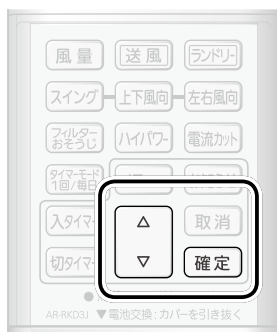 風量 送風 ランドリー
スイング 上下風向 左右風向
フィルター
おそうじ ハイパワー 電流カット
タイマーモード
1回/毎日
入タイマ △ 取消
切タイマ ▽ 確定
AR-RKD3J ▼電池交換:カバーを引き抜く